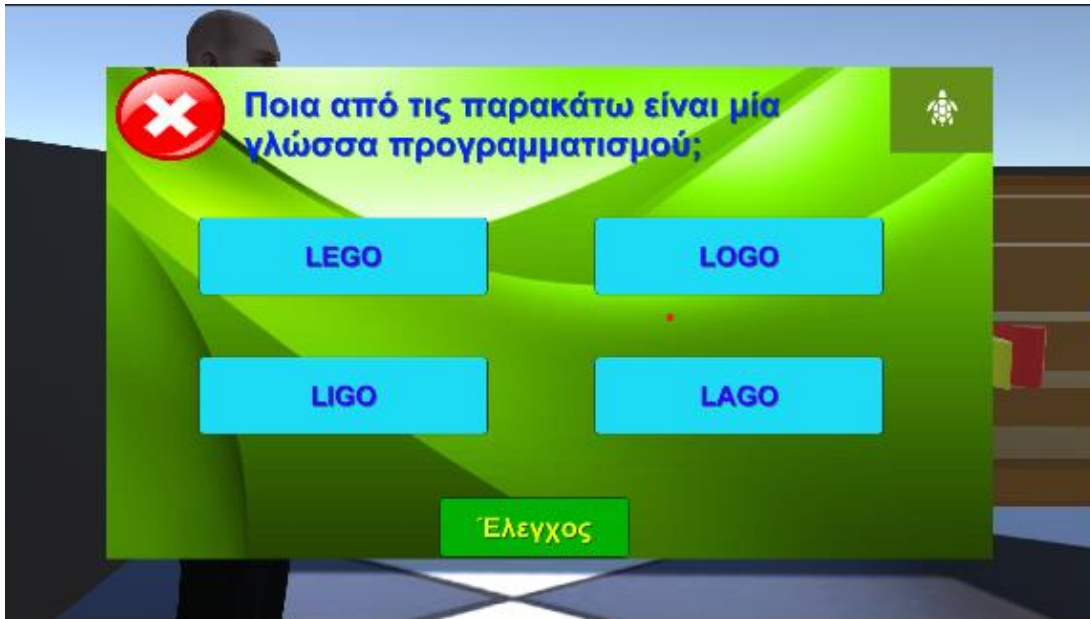 Ποια από τις παρακάτω είναι μία
γλώσσα προγραμματισμού;
LEGO
LOGO
LIGO
LAGO
Έλεγχος